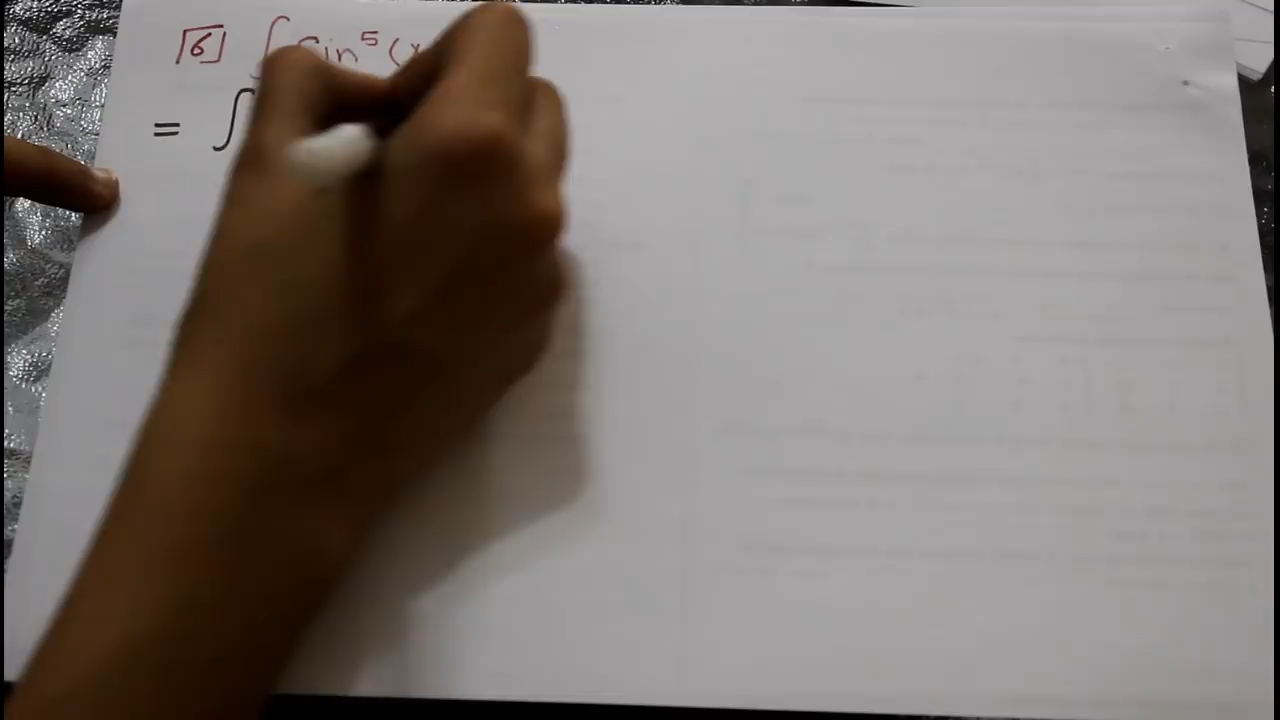 6 ∫ sin⁵ (x
= ∫